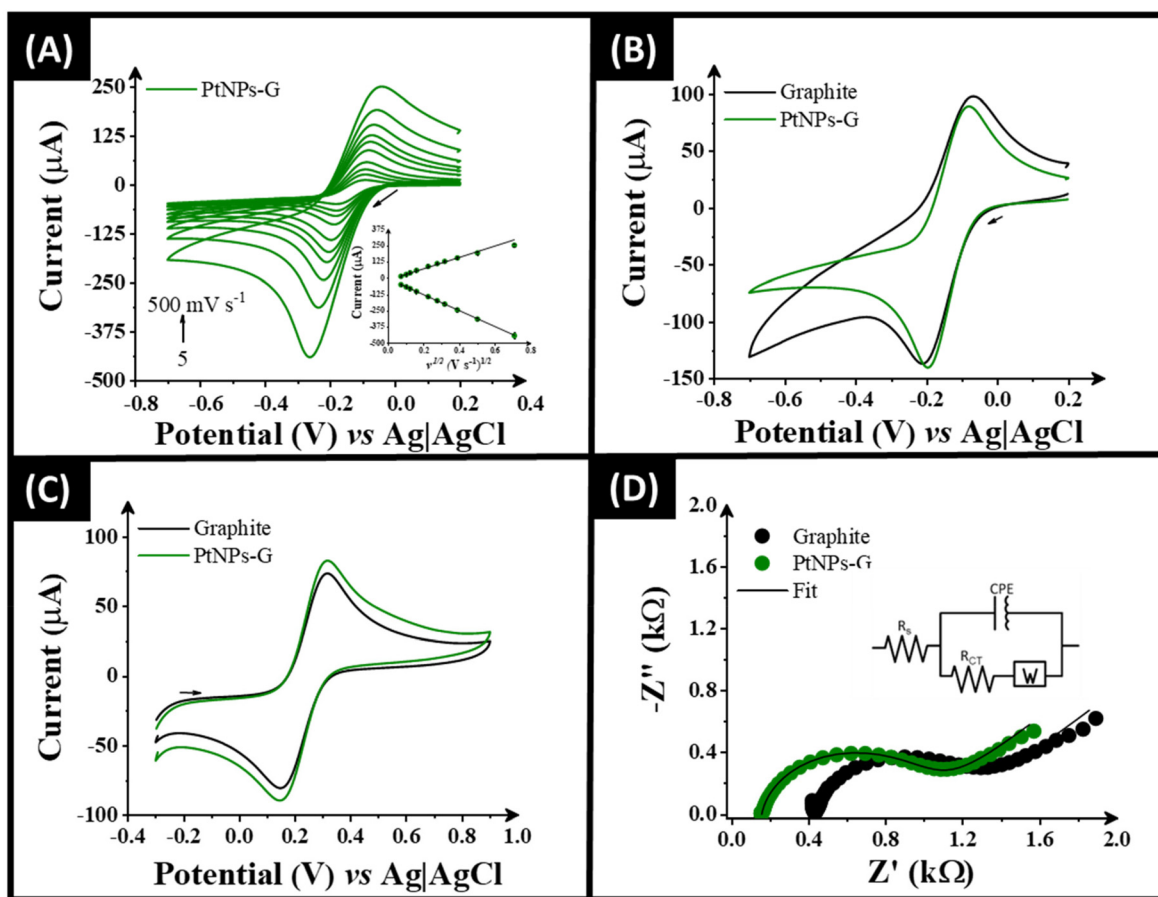 (A)
PtNPs-G
Current (μA)
250
125
0
-125
-250
-375
-500
500 mV s⁻¹
5
Current (μA)
375
250
125
0
-125
-250
-375
-500
0.0 0.2 0.4 0.6 0.8
v¹ᐟ² (V s⁻¹)¹ᐟ²
-0.8 -0.6 -0.4 -0.2 0.0 0.2 0.4
Potential (V) vs Ag|AgCl
(B)
Graphite
PtNPs-G
Current (μA)
100
50
0
-50
-100
-150
-0.8 -0.6 -0.4 -0.2 0.0 0.2
Potential (V) vs Ag|AgCl
(C)
Graphite
PtNPs-G
Current (μA)
100
50
0
-50
-100
-0.4 -0.2 0.0 0.2 0.4 0.6 0.8 1.0
Potential (V) vs Ag|AgCl
(D)
Graphite
PtNPs-G
Fit
CPE
Rs
RCT
W
-Z" (kΩ)
2.0
1.6
1.2
0.8
0.4
0.0
0.0 0.4 0.8 1.2 1.6 2.0
Z' (kΩ)